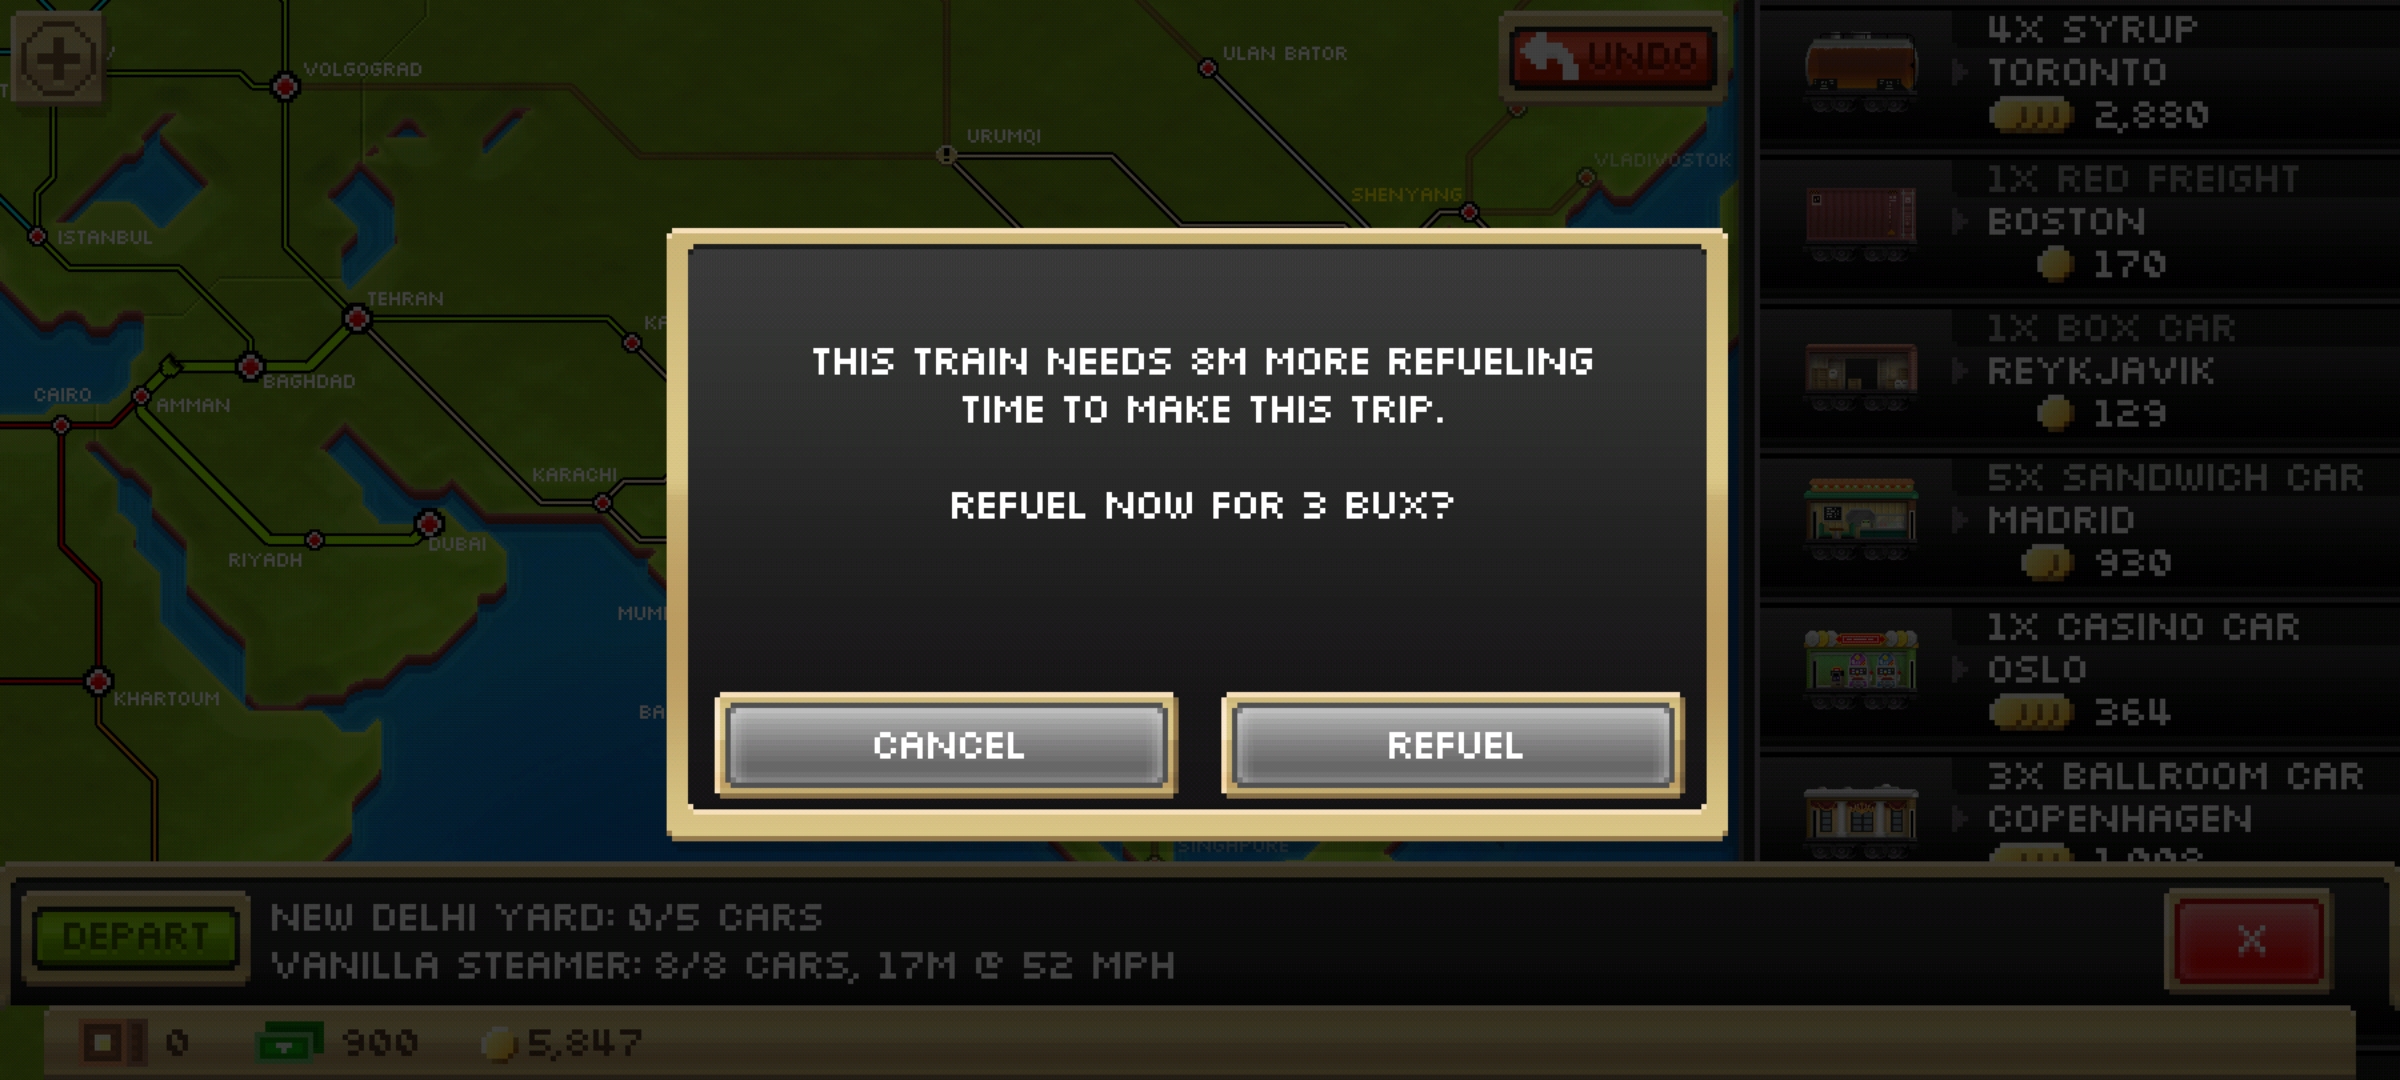 VOLGOGRAD
ULAN BATOR
UNDO
URUMQI
VLADIVOSTOK
SHENYANG
ISTANBUL
TEHRAN
BAGHDAD
CAIRO
AMMAN
KARACHI
RIYADH
DUBAI
KHARTOUM
SINGAPORE
THIS TRAIN NEEDS 8M MORE REFUELING
TIME TO MAKE THIS TRIP.
REFUEL NOW FOR 3 BUX?
CANCEL
REFUEL
4X SYRUP
TORONTO
2,880
1X RED FREIGHT
BOSTON
170
1X BOX CAR
REYKJAVIK
129
5X SANDWICH CAR
MADRID
930
1X CASINO CAR
OSLO
364
3X BALLROOM CAR
COPENHAGEN
DEPART
NEW DELHI YARD: 0/5 CARS
VANILLA STEAMER: 8/8 CARS, 17M @ 52 MPH
X
0
900
5,847